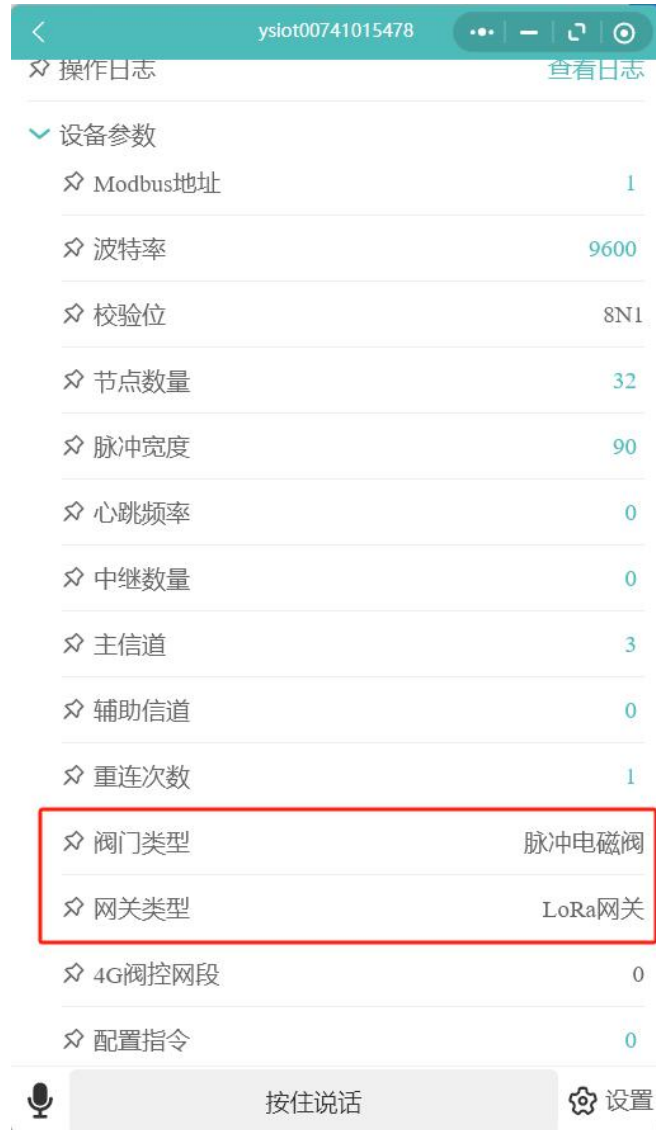 ysiot00741015478
操作日志 查看日志
设备参数
Modbus地址 1
波特率 9600
校验位 8N1
节点数量 32
脉冲宽度 90
心跳频率 0
中继数量 0
主信道 3
辅助信道 0
重连次数 1
阀门类型 脉冲电磁阀
网关类型 LoRa网关
4G阀控网段 0
配置指令 0
按住说话 设置